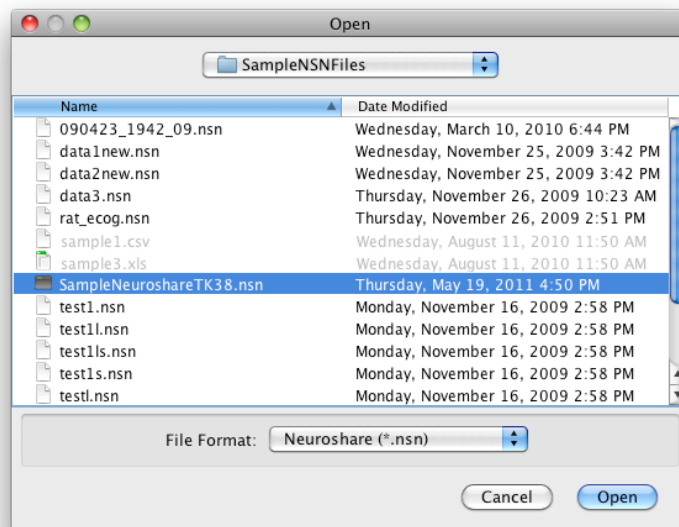 Open
SampleNSNFiles
Name Date Modified
090423_1942_09.nsn Wednesday, March 10, 2010 6:44 PM
data1new.nsn Wednesday, November 25, 2009 3:42 PM
data2new.nsn Wednesday, November 25, 2009 3:42 PM
data3.nsn Thursday, November 26, 2009 10:23 AM
rat_ecog.nsn Thursday, November 26, 2009 2:51 PM
sample1.csv Wednesday, August 11, 2010 11:50 AM
sample3.xls Wednesday, August 11, 2010 11:50 AM
SampleNeuroshareTK38.nsn Thursday, May 19, 2011 4:50 PM
test1.nsn Monday, November 16, 2009 2:58 PM
test1l.nsn Monday, November 16, 2009 2:58 PM
test1ls.nsn Monday, November 16, 2009 2:58 PM
test1s.nsn Monday, November 16, 2009 2:58 PM
testl.nsn Monday, November 16, 2009 2:58 PM
File Format: Neuroshare (*.nsn)
Cancel Open